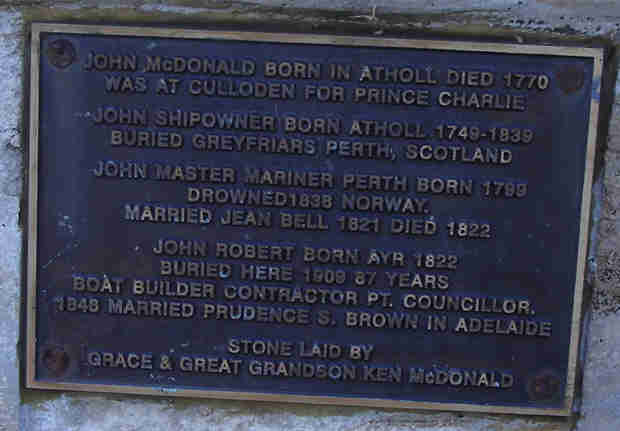 JOHN McDONALD BORN IN ATHOLL DIED 1770
WAS AT CULLODEN FOR PRINCE CHARLIE
JOHN SHIPOWNER BORN ATHOLL 1749-1839
BURIED GREYFRIARS PERTH, SCOTLAND
JOHN MASTER MARINER PERTH BORN 1799
DROWNED1838 NORWAY.
MARRIED JEAN BELL 1821 DIED 1822
JOHN ROBERT BORN AYR 1822
BURIED HERE 1909 87 YEARS
BOAT BUILDER CONTRACTOR PT. COUNCILLOR.
1848 MARRIED PRUDENCE S. BROWN IN ADELAIDE
STONE LAID BY
GRACE & GREAT GRANDSON KEN McDONALD